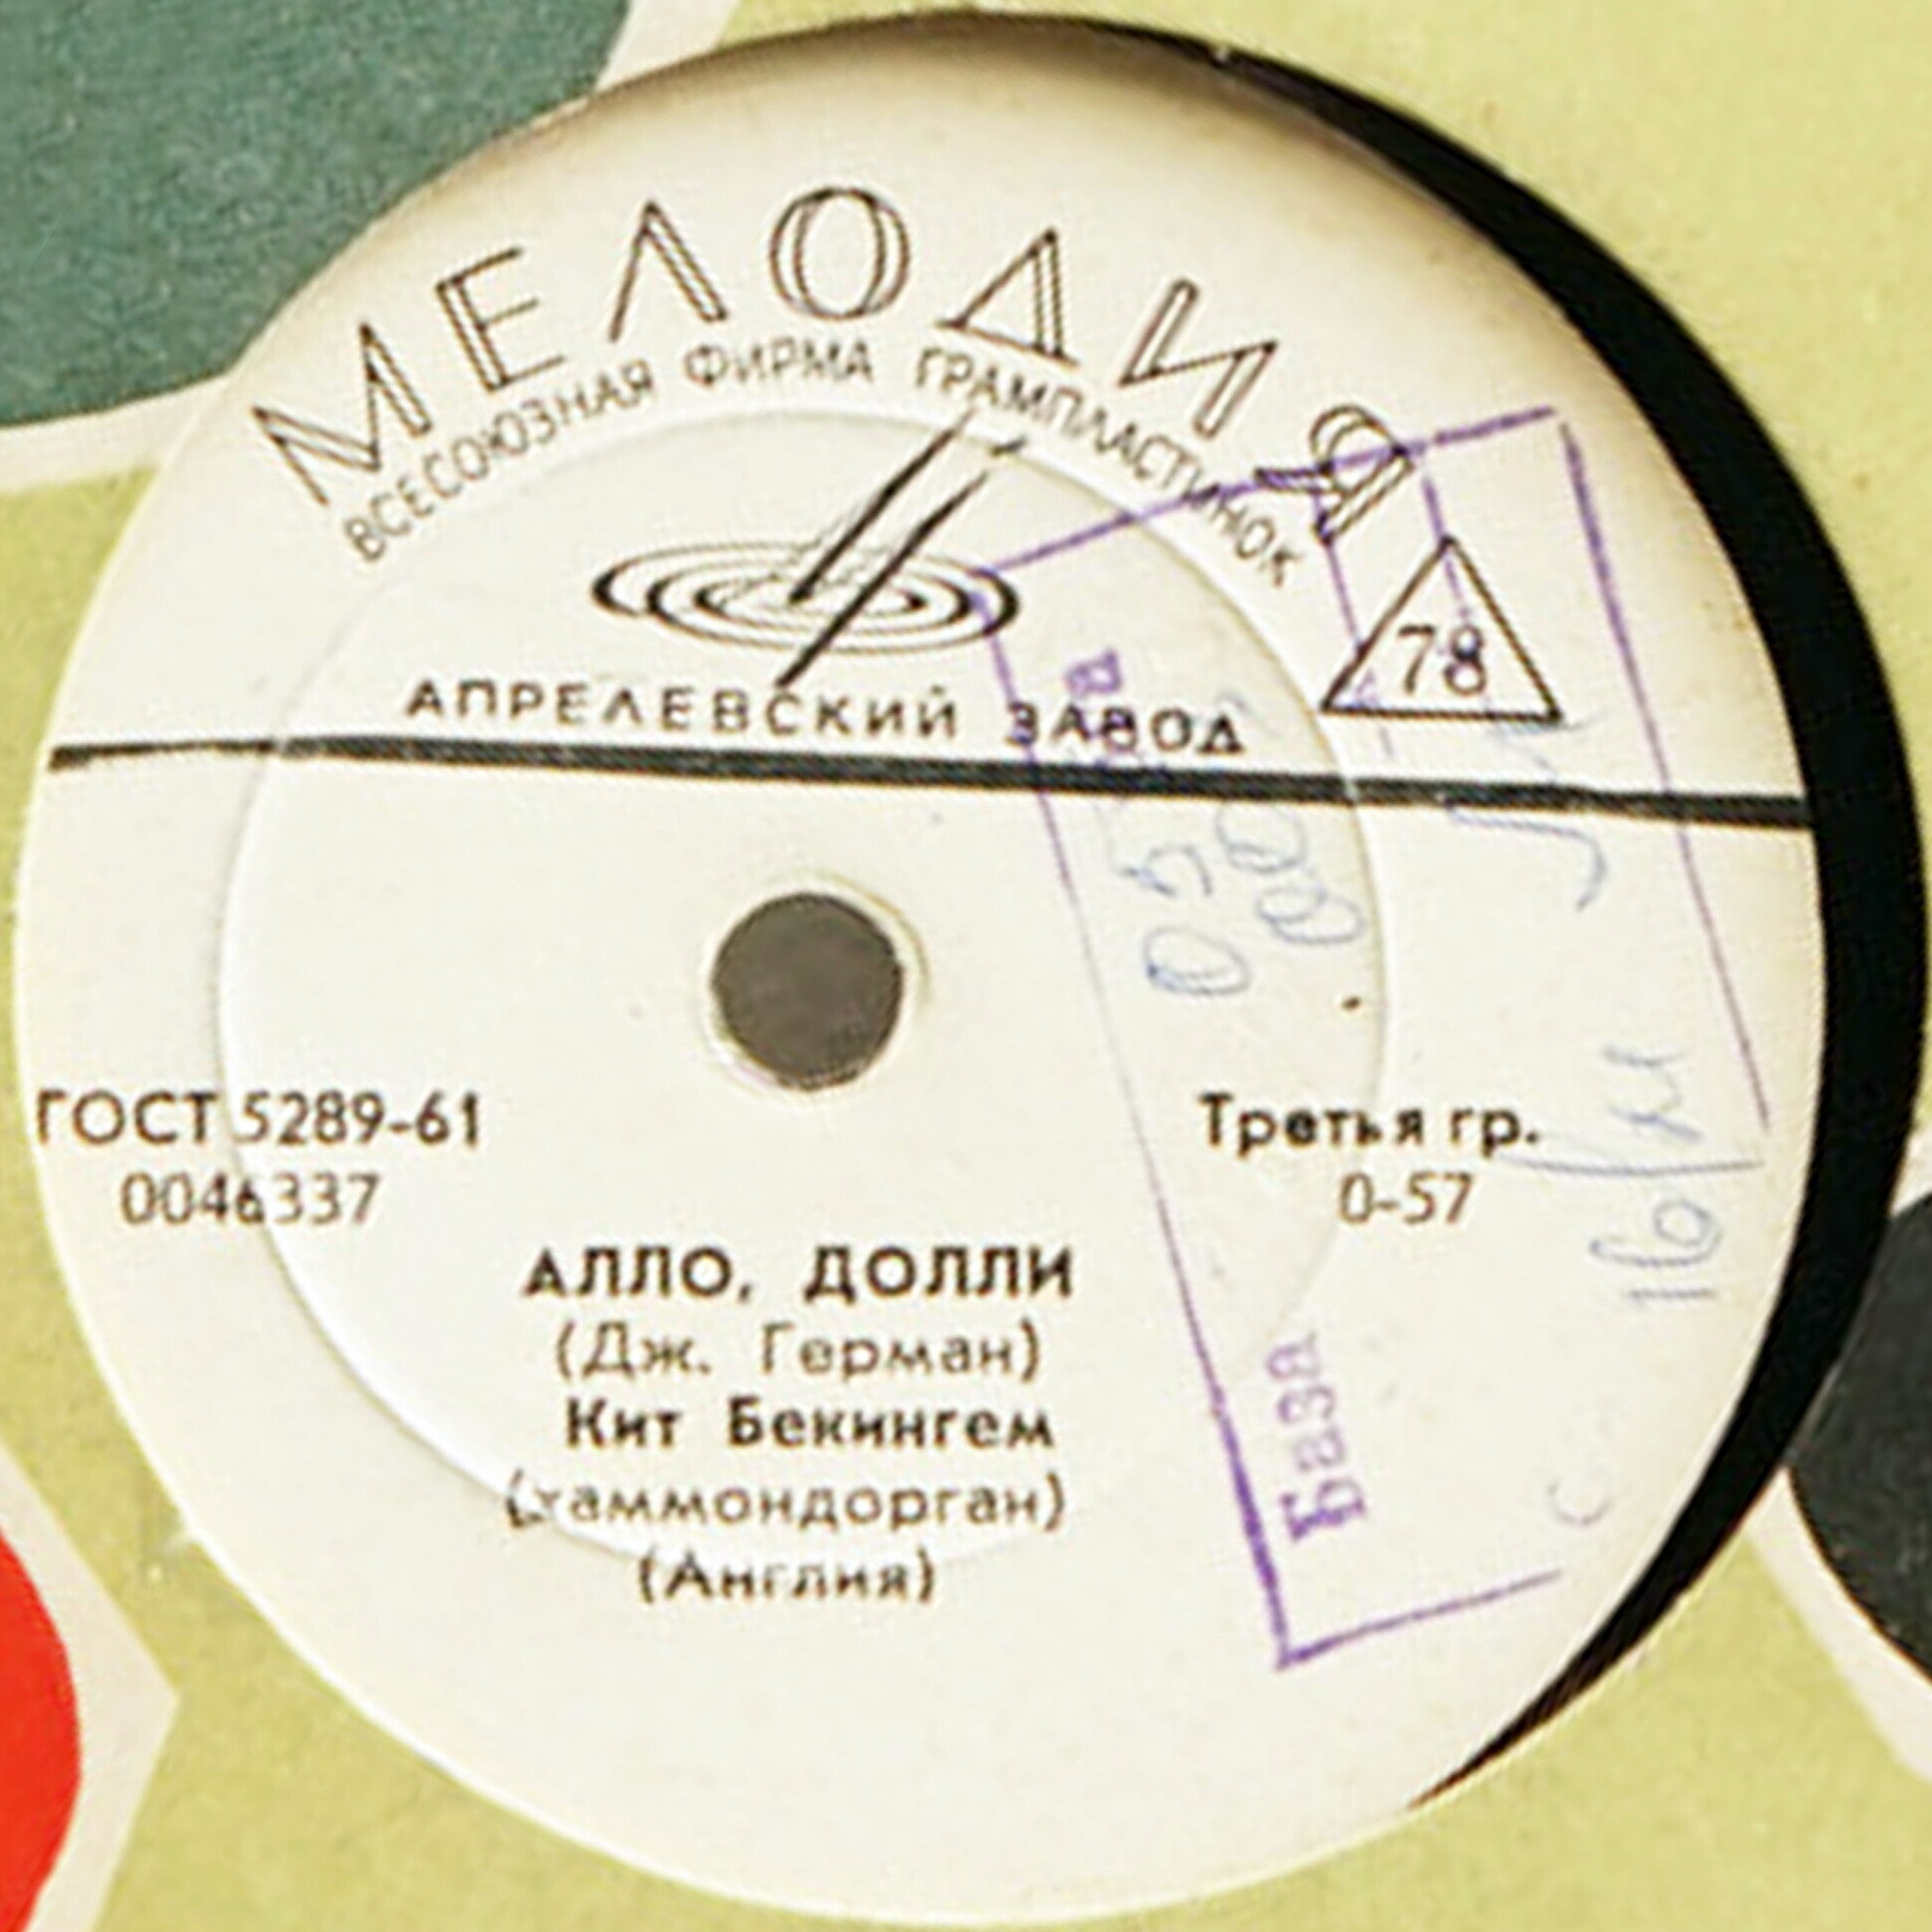 МЕЛОДИЯ
ВСЕСОЮЗНАЯ ФИРМА ГРАМПЛАСТИНОК
78
АПРЕЛЕВСКИЙ ЗАВОД
ГОСТ 5289-61
0046337
Третья гр.
0-57
АЛЛО, ДОЛЛИ
(Дж. Герман)
Кит Бекингем
(хаммондорган)
(Англия)
База